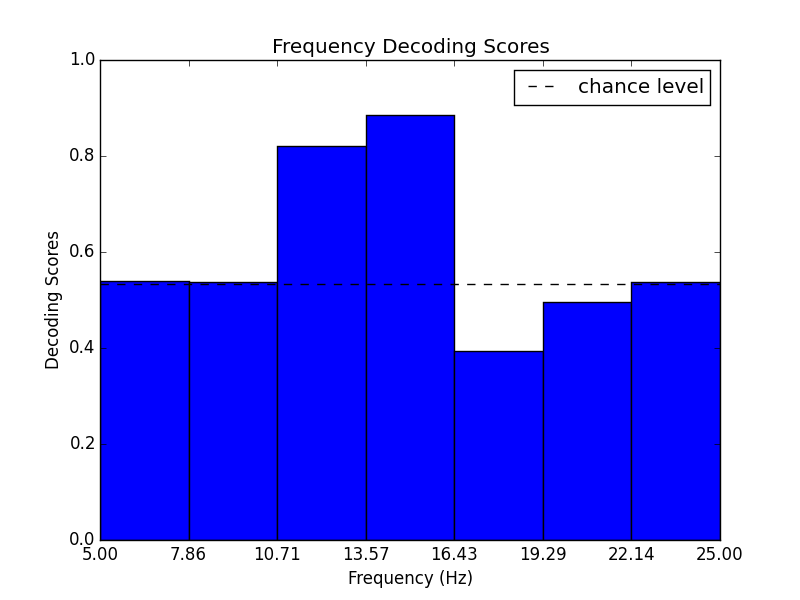 Frequency Decoding Scores
chance level
1.0
0.8
0.6
0.4
0.2
0.0
Decoding Scores
5.00 7.86 10.71 13.57 16.43 19.29 22.14 25.00
Frequency (Hz)